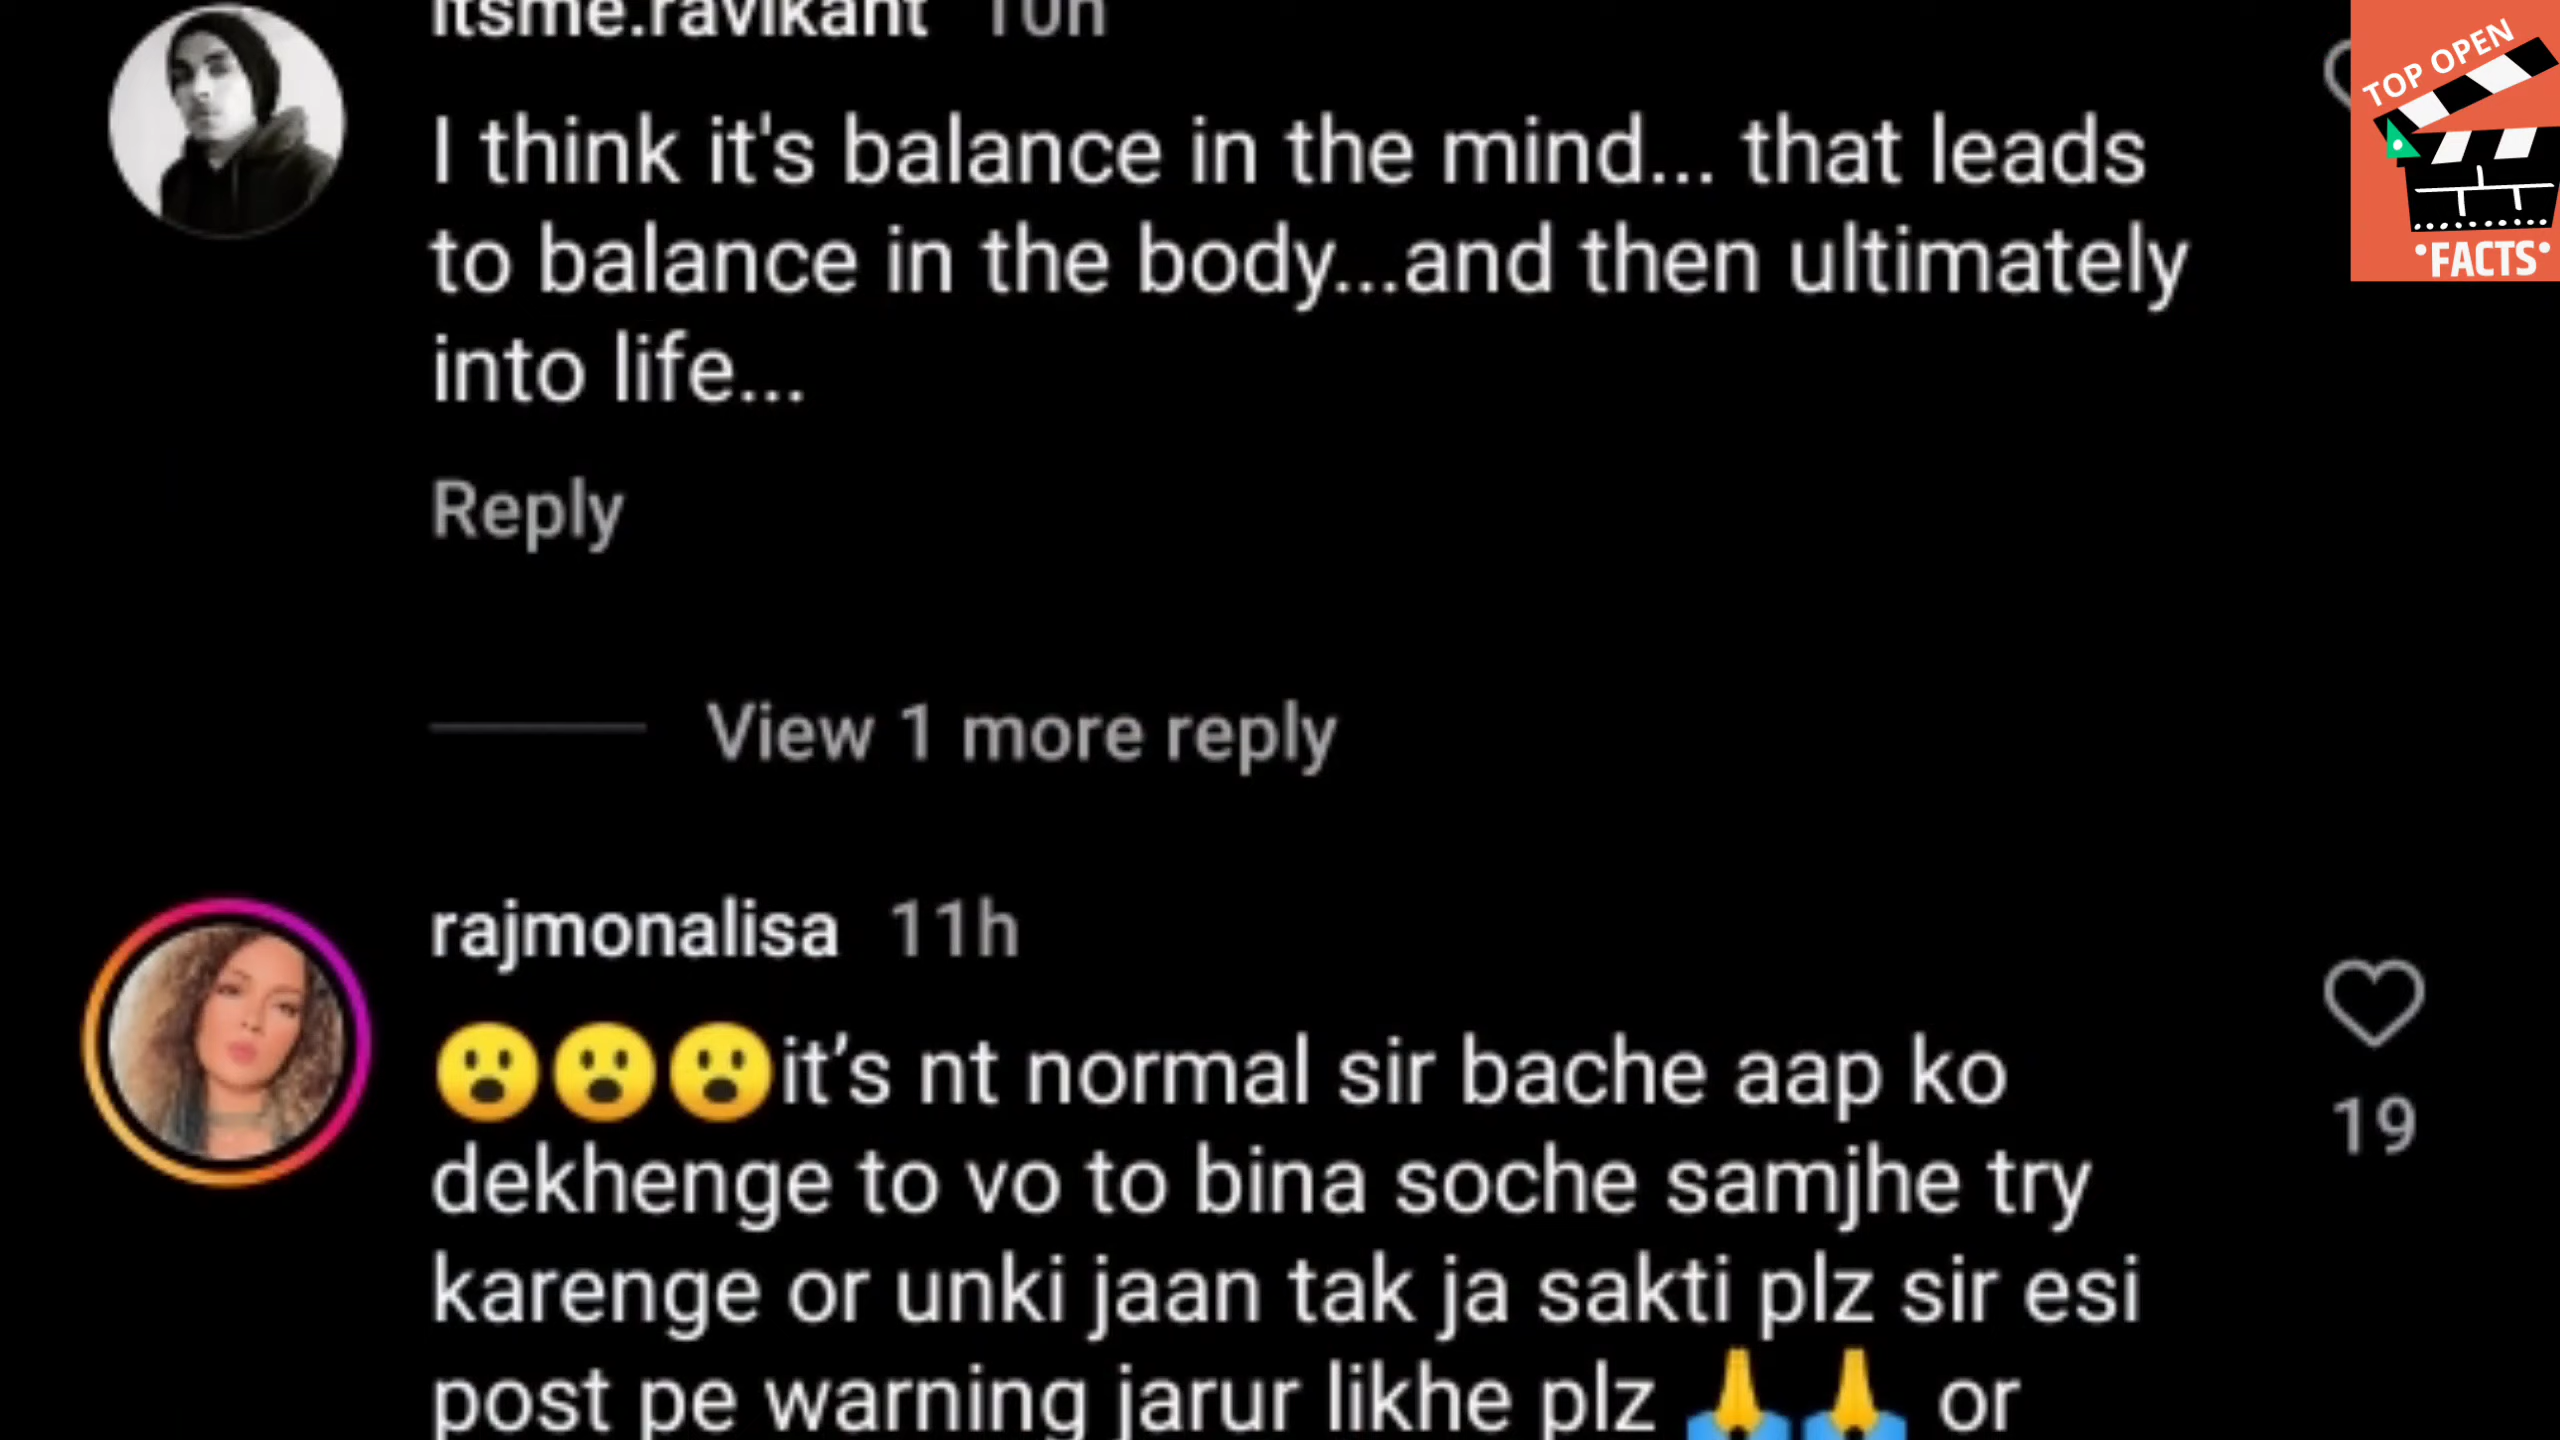 itsme.ravikant 10h
I think it's balance in the mind... that leads
to balance in the body...and then ultimately
into life...
Reply
View 1 more reply
rajmonalisa 11h
😮😮😮it’s nt normal sir bache aap ko
dekhenge to vo to bina soche samjhe try
karenge or unki jaan tak ja sakti plz sir esi
post pe warning jarur likhe plz 🙏🙏 or
19
TOP OPEN
•FACTS•